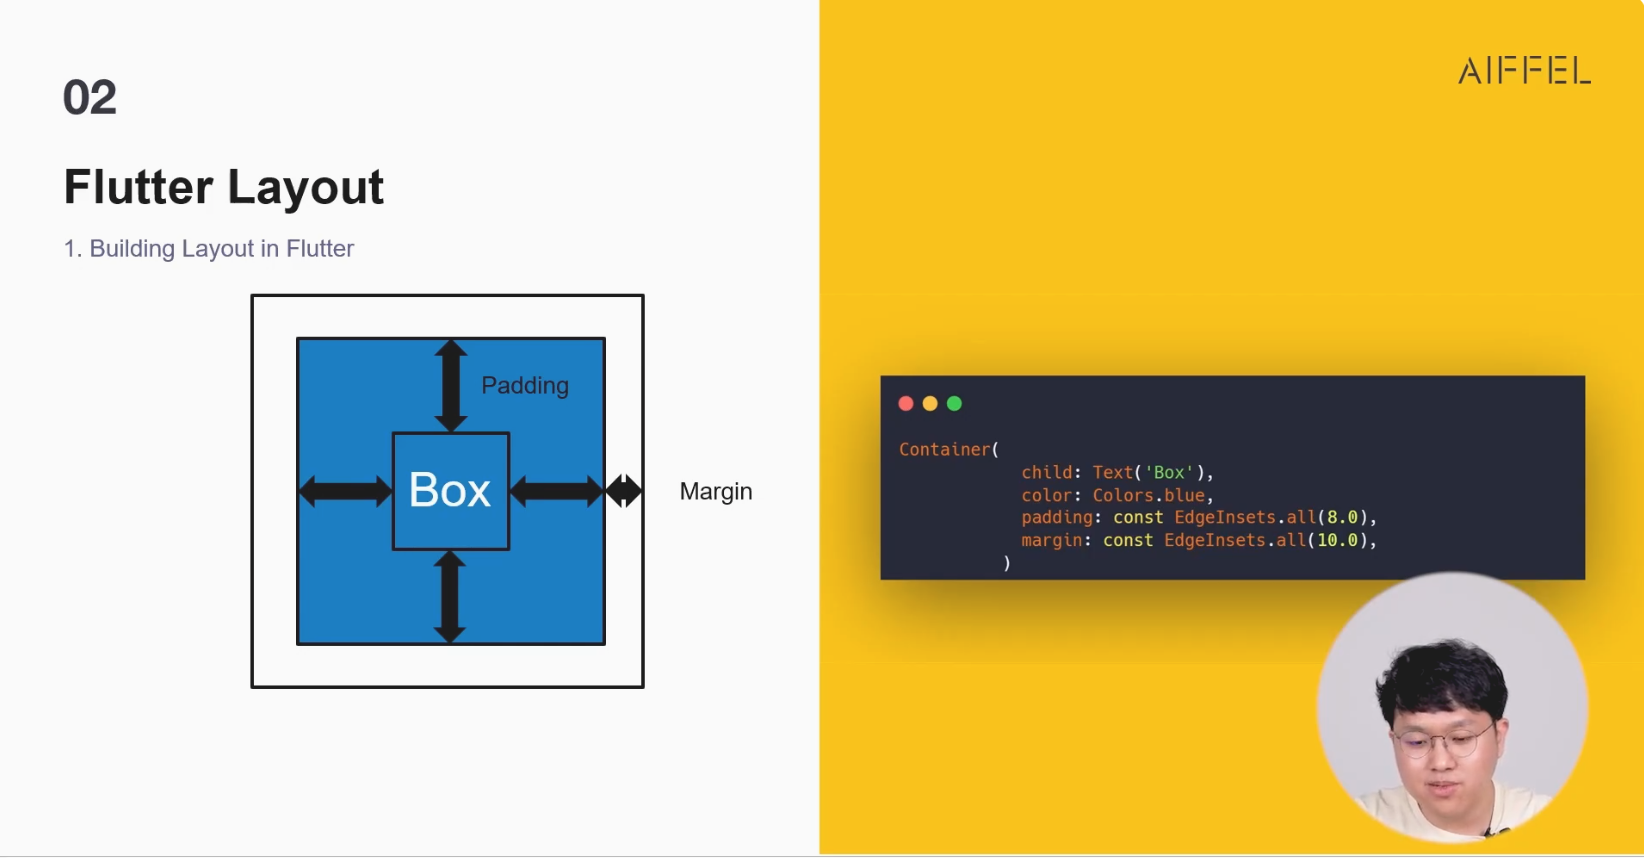 02
AIFFEL
Flutter Layout
1. Building Layout in Flutter
Padding
Box
Margin
Container(
child: Text('Box'),
color: Colors.blue,
padding: const EdgeInsets.all(8.0),
margin: const EdgeInsets.all(10.0),
)